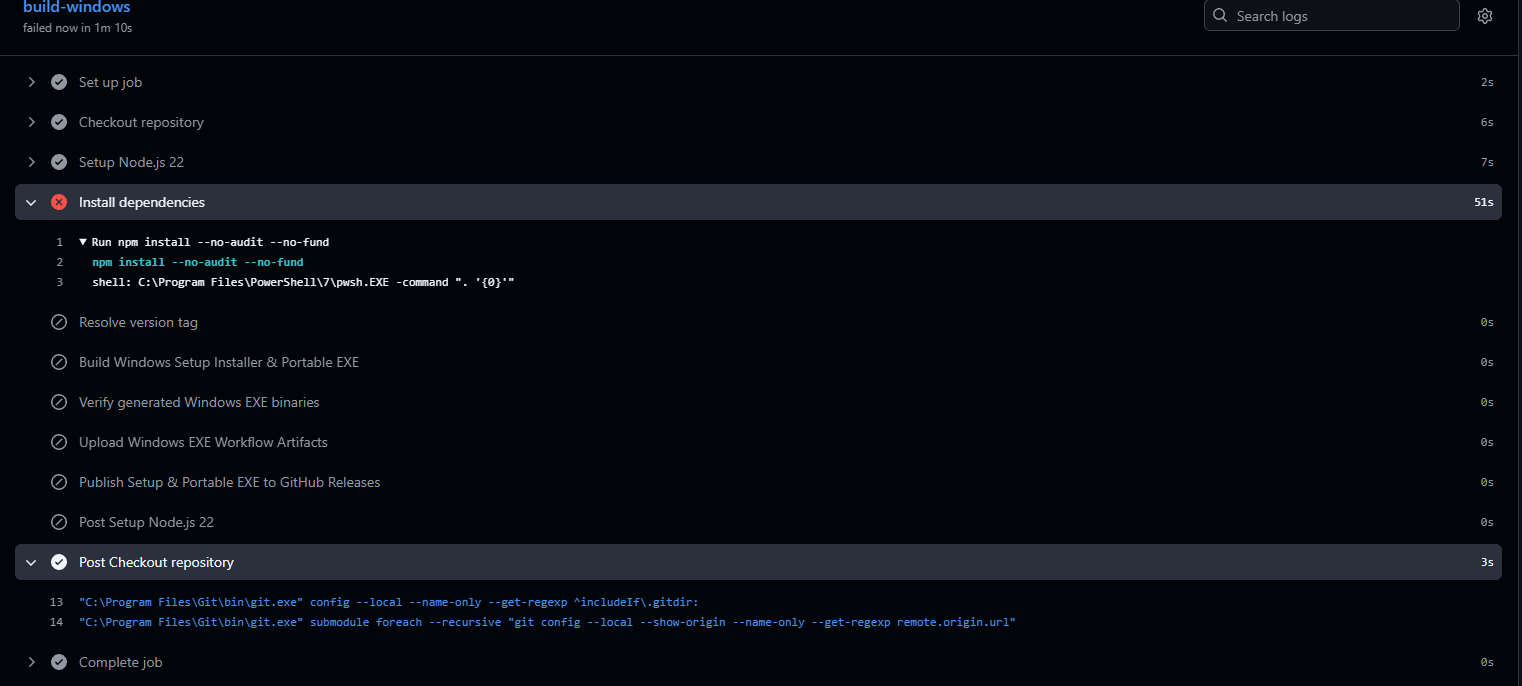 build-windows
failed now in 1m 10s
Search logs
Set up job 2s
Checkout repository 6s
Setup Node.js 22 7s
Install dependencies 51s
1 ▼ Run npm install --no-audit --no-fund
2 npm install --no-audit --no-fund
3 shell: C:\Program Files\PowerShell\7\pwsh.EXE -command ". '{0}'"
Resolve version tag 0s
Build Windows Setup Installer & Portable EXE 0s
Verify generated Windows EXE binaries 0s
Upload Windows EXE Workflow Artifacts 0s
Publish Setup & Portable EXE to GitHub Releases 0s
Post Setup Node.js 22 0s
Post Checkout repository 3s
13 "C:\Program Files\Git\bin\git.exe" config --local --name-only --get-regexp ^includeIf\.gitdir:
14 "C:\Program Files\Git\bin\git.exe" submodule foreach --recursive "git config --local --show-origin --name-only --get-regexp remote.origin.url"
Complete job 0s